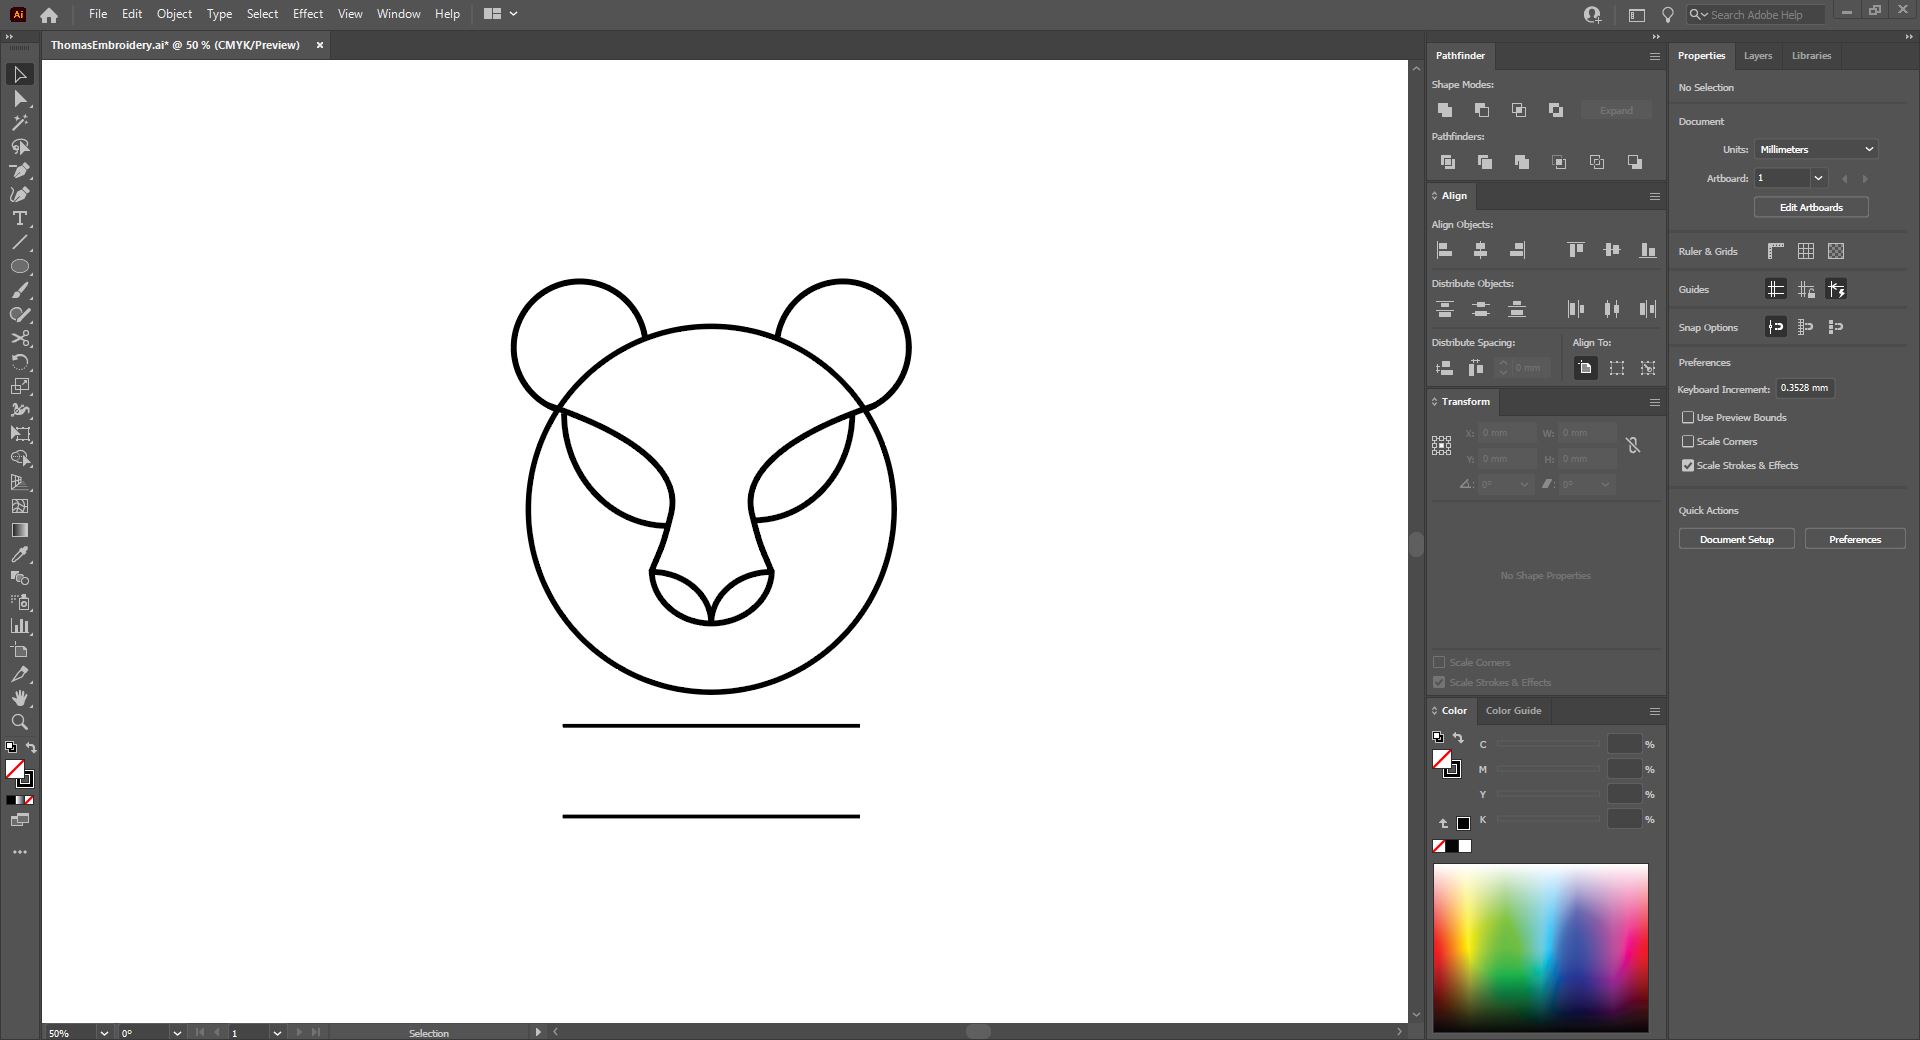 Ai File Edit Object Type Select Effect View Window Help Search Adobe Help
ThomasEmbroidery.ai* @ 50 % (CMYK/Preview) ×
Pathfinder
Shape Modes:
Expand
Pathfinders:
Align
Align Objects:
Distribute Objects:
Distribute Spacing: Align To:
0 mm
Transform
X: 0 mm W: 0 mm
Y: 0 mm H: 0 mm
0° 0°
No Shape Properties
Scale Corners
Scale Strokes & Effects
Color Color Guide
C %
M %
Y %
K %
Properties Layers Libraries
No Selection
Document
Units: Millimeters
Artboard: 1
Edit Artboards
Ruler & Grids
Guides
Snap Options
Preferences
Keyboard Increment: 0.3528 mm
Use Preview Bounds
Scale Corners
Scale Strokes & Effects
Quick Actions
Document Setup Preferences
50% 0° 1 Selection